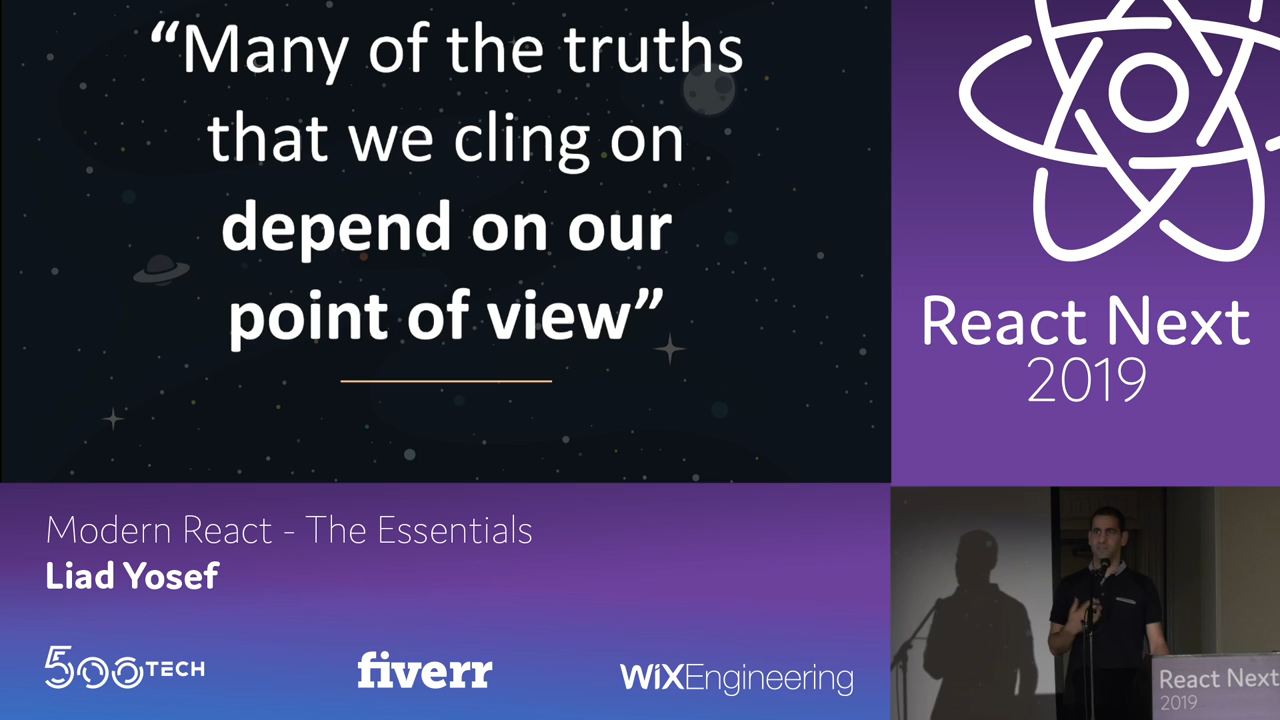 “Many of the truths
that we cling on
depend on our
point of view”
React Next
2019
Modern React - The Essentials
Liad Yosef
500TECH
fiverr
WiXEngineering
React Next
2019